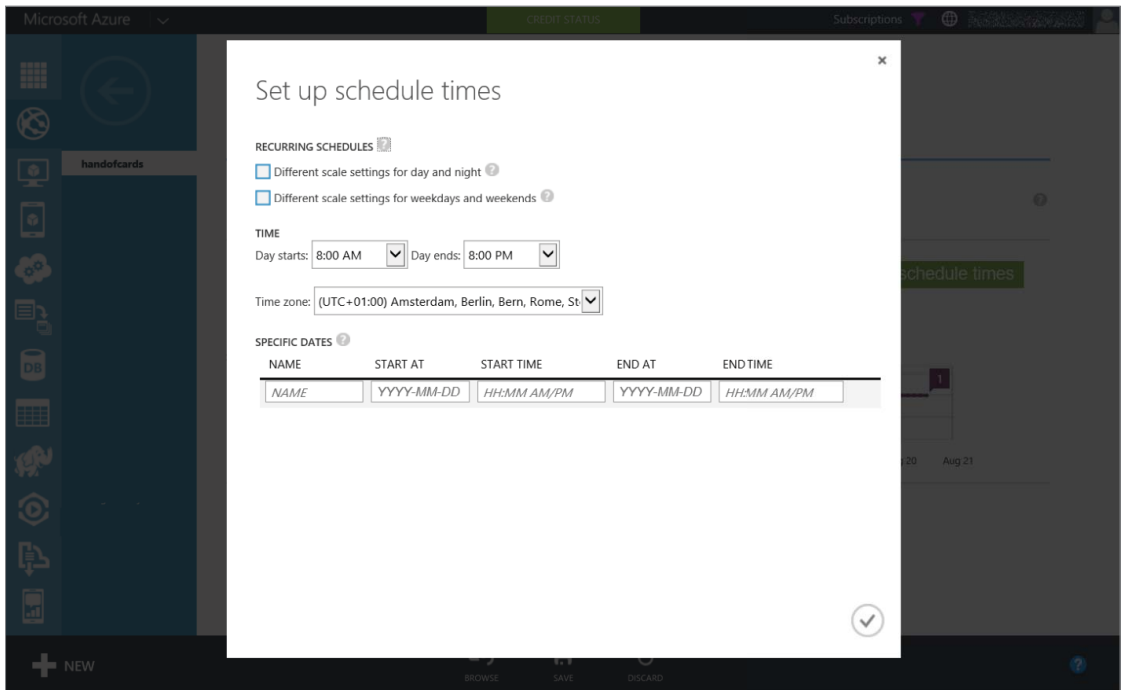 Microsoft Azure
CREDIT STATUS
Subscriptions
×
Set up schedule times
RECURRING SCHEDULES ?
Different scale settings for day and night ?
Different scale settings for weekdays and weekends ?
handofcards
TIME
Day starts: 8:00 AM Day ends: 8:00 PM
schedule times
Time zone: (UTC+01:00) Amsterdam, Berlin, Bern, Rome, St
SPECIFIC DATES ?
NAME START AT START TIME END AT END TIME
NAME YYYY-MM-DD HH:MM AM/PM YYYY-MM-DD HH:MM AM/PM
DB
1
20 Aug 21
NEW
BROWSE SAVE DISCARD
?